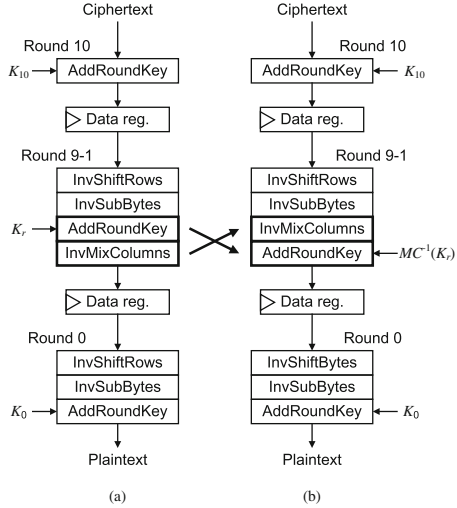 Ciphertext
Round 10
K10
AddRoundKey
Data reg.
Round 9-1
InvShiftRows
InvSubBytes
Kr
AddRoundKey
InvMixColumns
Data reg.
Round 0
InvShiftRows
InvSubBytes
K0
AddRoundKey
Plaintext
(a)
Ciphertext
Round 10
AddRoundKey
K10
Data reg.
Round 9-1
InvShiftRows
InvSubBytes
InvMixColumns
AddRoundKey
MC-1(Kr)
Data reg.
Round 0
InvShiftBytes
InvSubBytes
AddRoundKey
K0
Plaintext
(b)